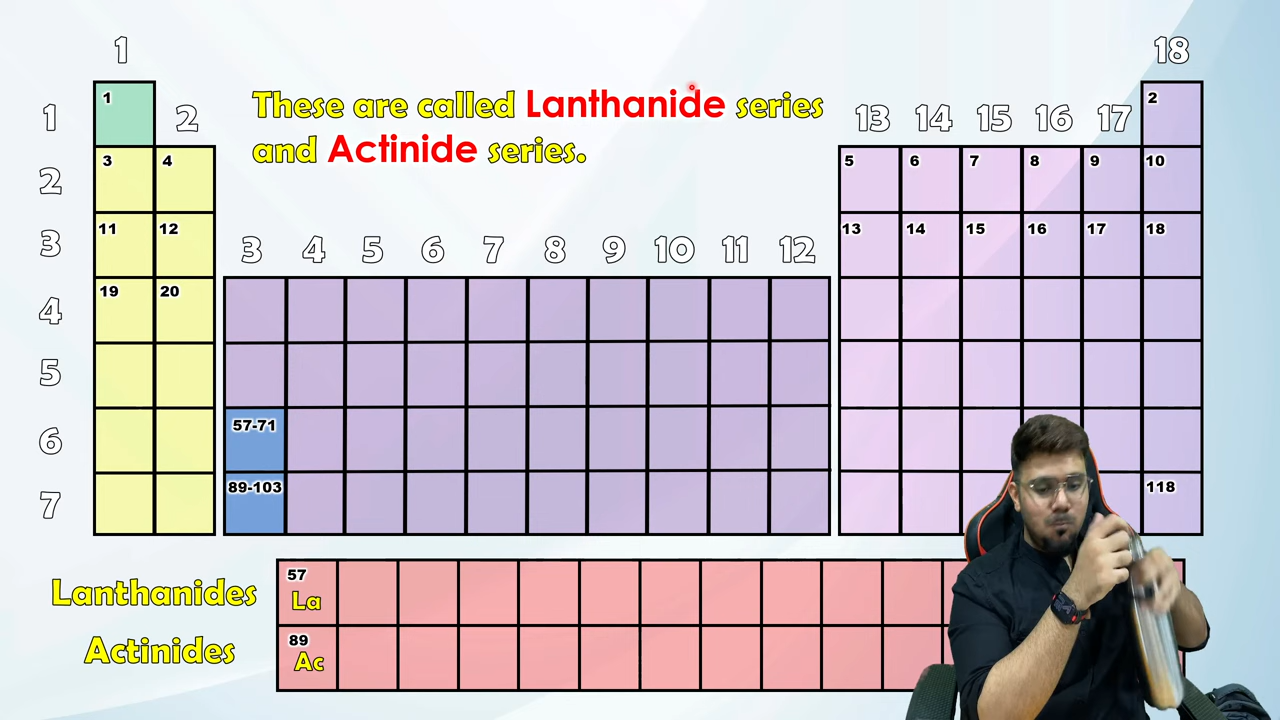 1 18
1 1 2 These are called Lanthanide series 13 14 15 16 17 2
and Actinide series.
2 3 4 5 6 7 8 9 10
3 11 12 13 14 15 16 17 18
3 4 5 6 7 8 9 10 11 12
4 19 20
5
6 57-71
7 89-103 118
Lanthanides 57 La
Actinides 89 Ac